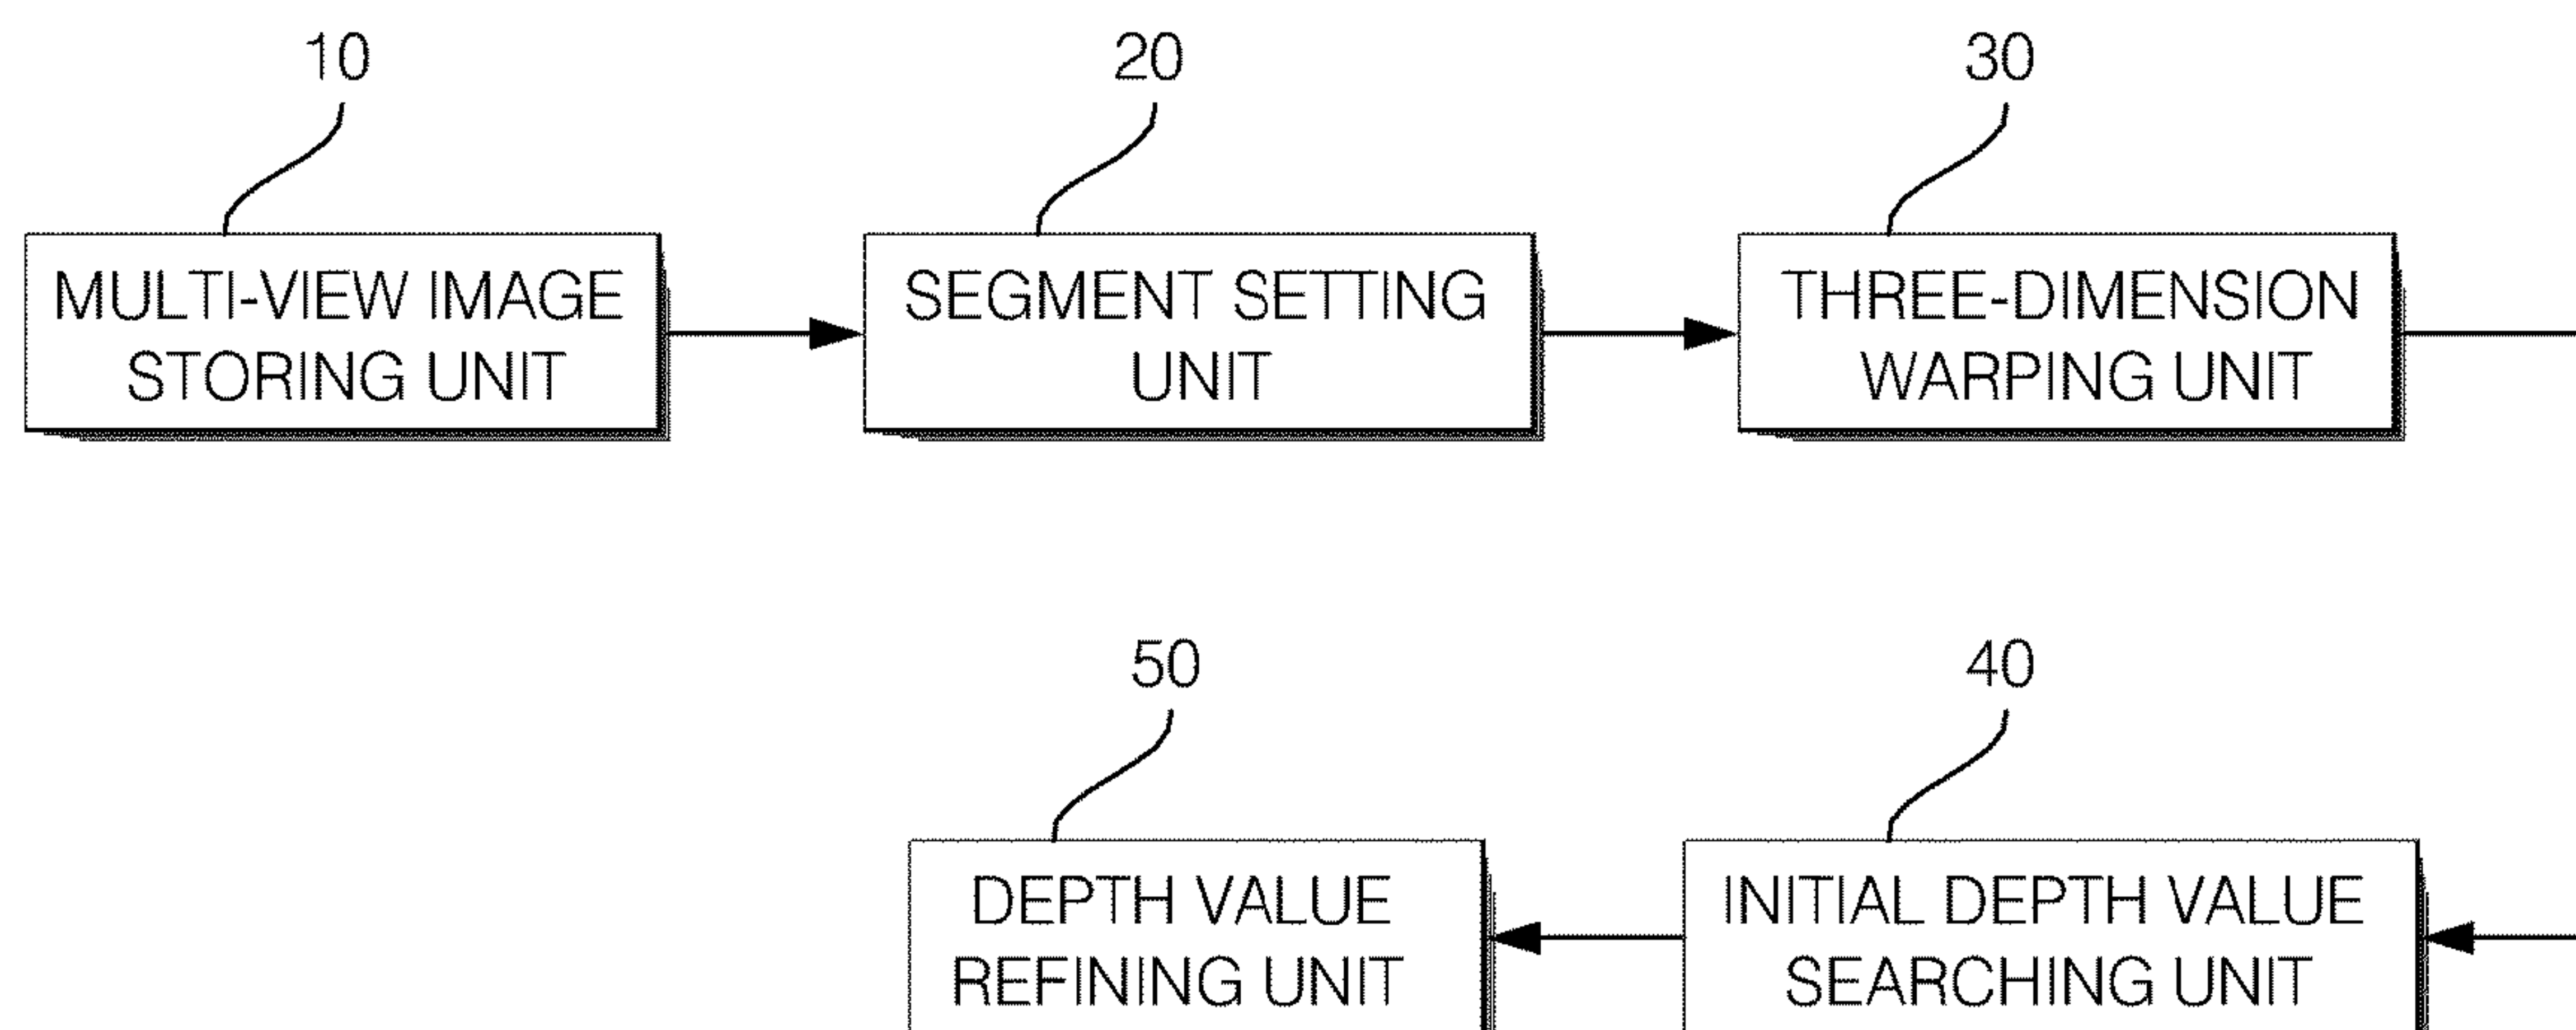 10
20
30
MULTI-VIEW IMAGE
STORING UNIT
SEGMENT SETTING
UNIT
THREE-DIMENSION
WARPING UNIT
50
40
DEPTH VALUE
REFINING UNIT
INITIAL DEPTH VALUE
SEARCHING UNIT